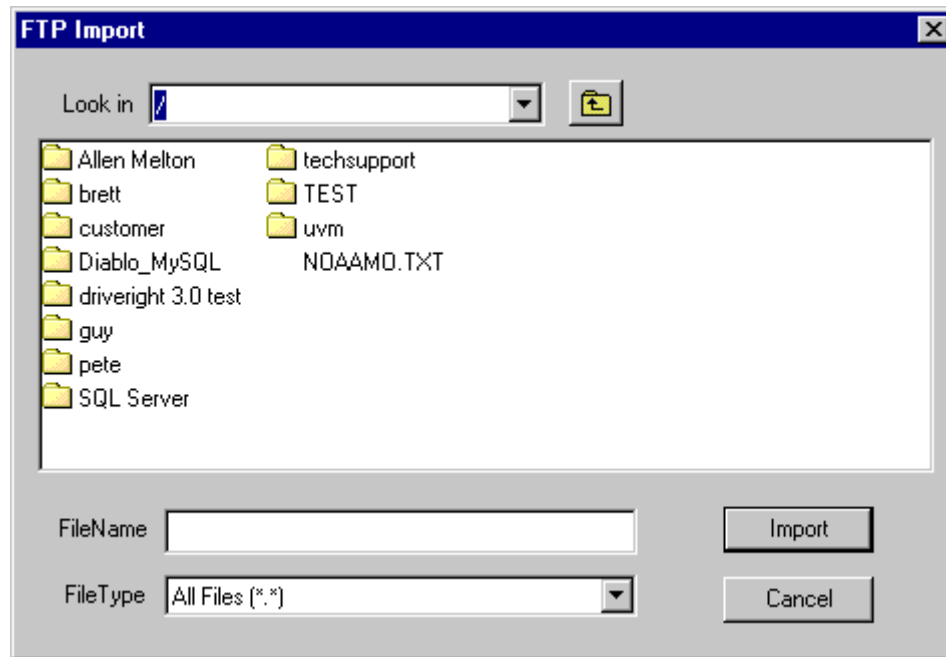 FTP Import
Look in /
Allen Melton
brett
customer
Diablo_MySQL
driveright 3.0 test
guy
pete
SQL Server
techsupport
TEST
uvm
NOAAMO.TXT
FileName
Import
FileType All Files (*.*)
Cancel